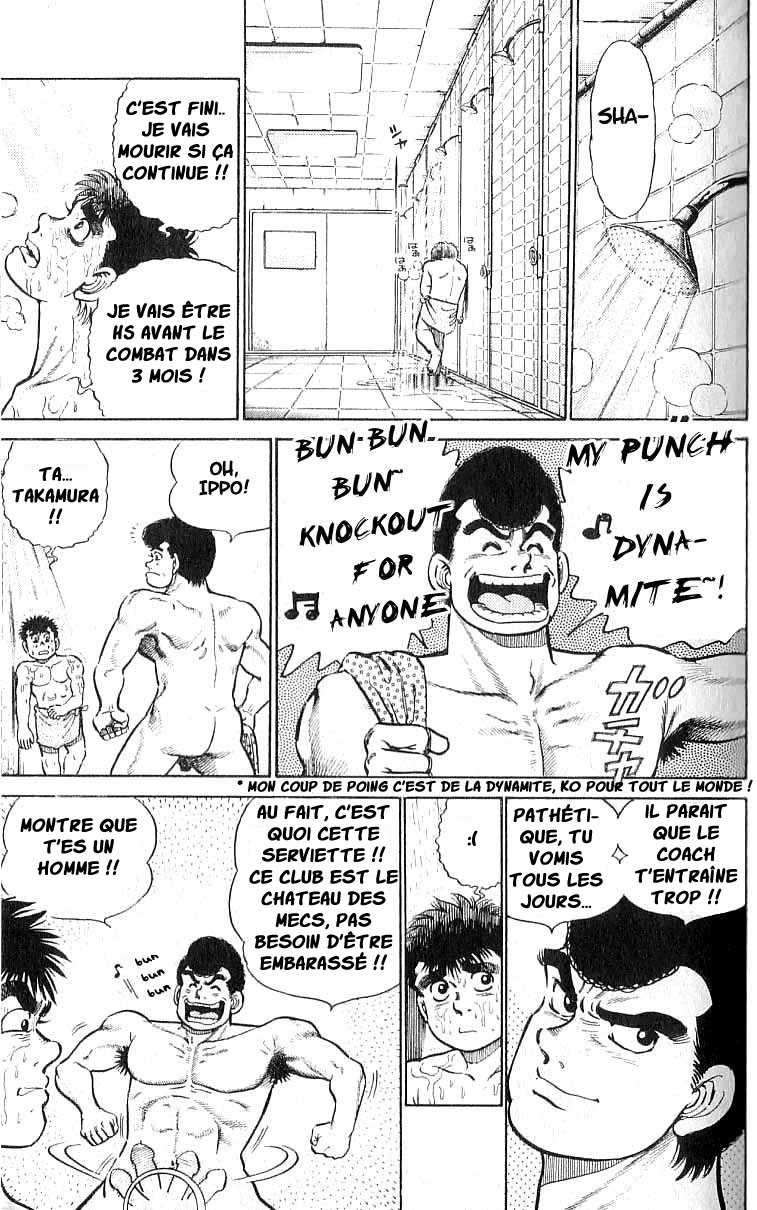 SHA-
C'EST FINI..
JE VAIS
MOURIR SI ÇA
CONTINUE !!
JE VAIS ÊTRE
HS AVANT LE
COMBAT DANS
3 MOIS !
MY PUNCH
IS
DYNA-
MITE~!
BUN-BUN-
BUN~
KNOCKOUT
FOR
ANYONE
ガチャ
OH,
IPPO!
TA...
TAKAMURA
!!
* MON COUP DE POING C'EST DE LA DYNAMITE, KO POUR TOUT LE MONDE !
IL PARAIT
QUE LE
COACH
T'ENTRAÎNE
TROP !!
PATHÉTI-
QUE, TU
VOMIS
TOUS LES
JOURS...
:(
AU FAIT, C'EST
QUOI CETTE
SERVIETTE !!
CE CLUB EST LE
CHATEAU DES
MECS, PAS
BESOIN D'ÊTRE
EMBARASSÉ !!
bun
bun
bun
MONTRE QUE
T'ES UN
HOMME !!